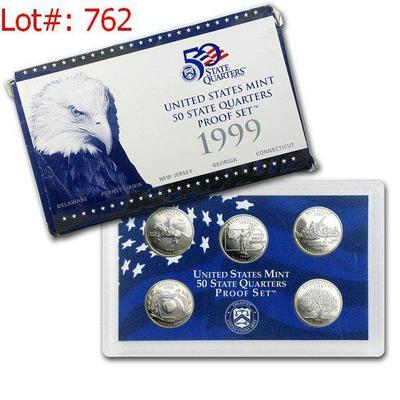 Lot#: 762
50
STATE
QUARTERS
UNITED STATES MINT
50 STATE QUARTERS
PROOF SET™
1999
DELAWARE PENNSYLVANIA NEW JERSEY GEORGIA CONNECTICUT
UNITED STATES MINT
50 STATE QUARTERS
PROOF SET™